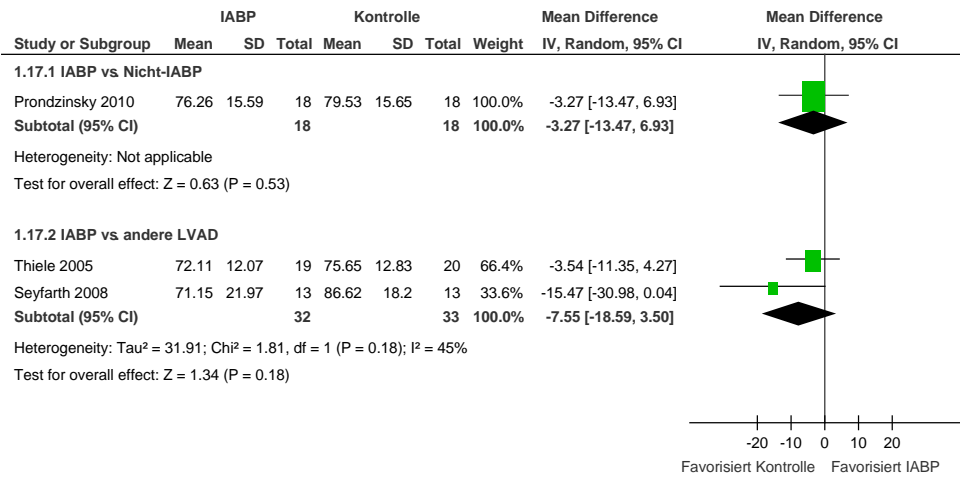 IABP Kontrolle Mean Difference Mean Difference
Study or Subgroup Mean SD Total Mean SD Total Weight IV, Random, 95% CI IV, Random, 95% CI
1.17.1 IABP vs. Nicht-IABP
Prondzinsky 2010 76.26 15.59 18 79.53 15.65 18 100.0% -3.27 [-13.47, 6.93]
Subtotal (95% CI) 18 18 100.0% -3.27 [-13.47, 6.93]
Heterogeneity: Not applicable
Test for overall effect: Z = 0.63 (P = 0.53)
1.17.2 IABP vs. andere LVAD
Thiele 2005 72.11 12.07 19 75.65 12.83 20 66.4% -3.54 [-11.35, 4.27]
Seyfarth 2008 71.15 21.97 13 86.62 18.2 13 33.6% -15.47 [-30.98, 0.04]
Subtotal (95% CI) 32 33 100.0% -7.55 [-18.59, 3.50]
Heterogeneity: Tau² = 31.91; Chi² = 1.81, df = 1 (P = 0.18); I² = 45%
Test for overall effect: Z = 1.34 (P = 0.18)
-20 -10 0 10 20
Favorisiert Kontrolle Favorisiert IABP